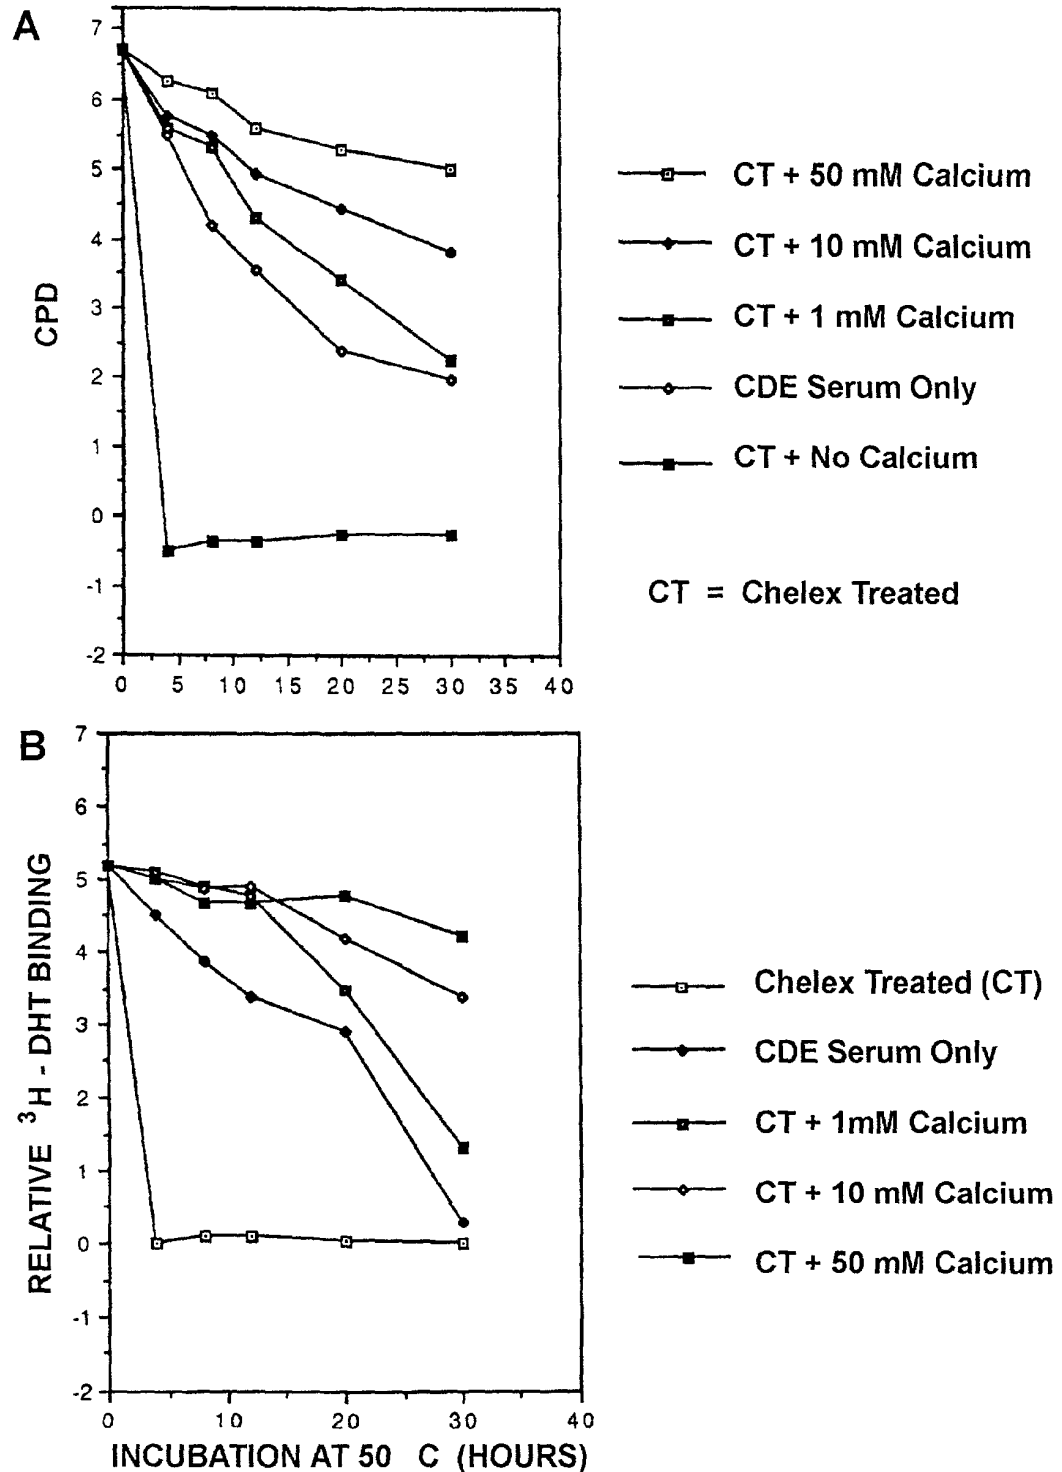 A
7
6
5
4
3
2
1
0
-1
-2
CPD
0 5 10 15 20 25 30 35 40
CT + 50 mM Calcium
CT + 10 mM Calcium
CT + 1 mM Calcium
CDE Serum Only
CT + No Calcium
CT = Chelex Treated
B
7
6
5
4
3
2
1
0
-1
-2
RELATIVE ³H - DHT BINDING
0 10 20 30 40
INCUBATION AT 50 C (HOURS)
Chelex Treated (CT)
CDE Serum Only
CT + 1mM Calcium
CT + 10 mM Calcium
CT + 50 mM Calcium